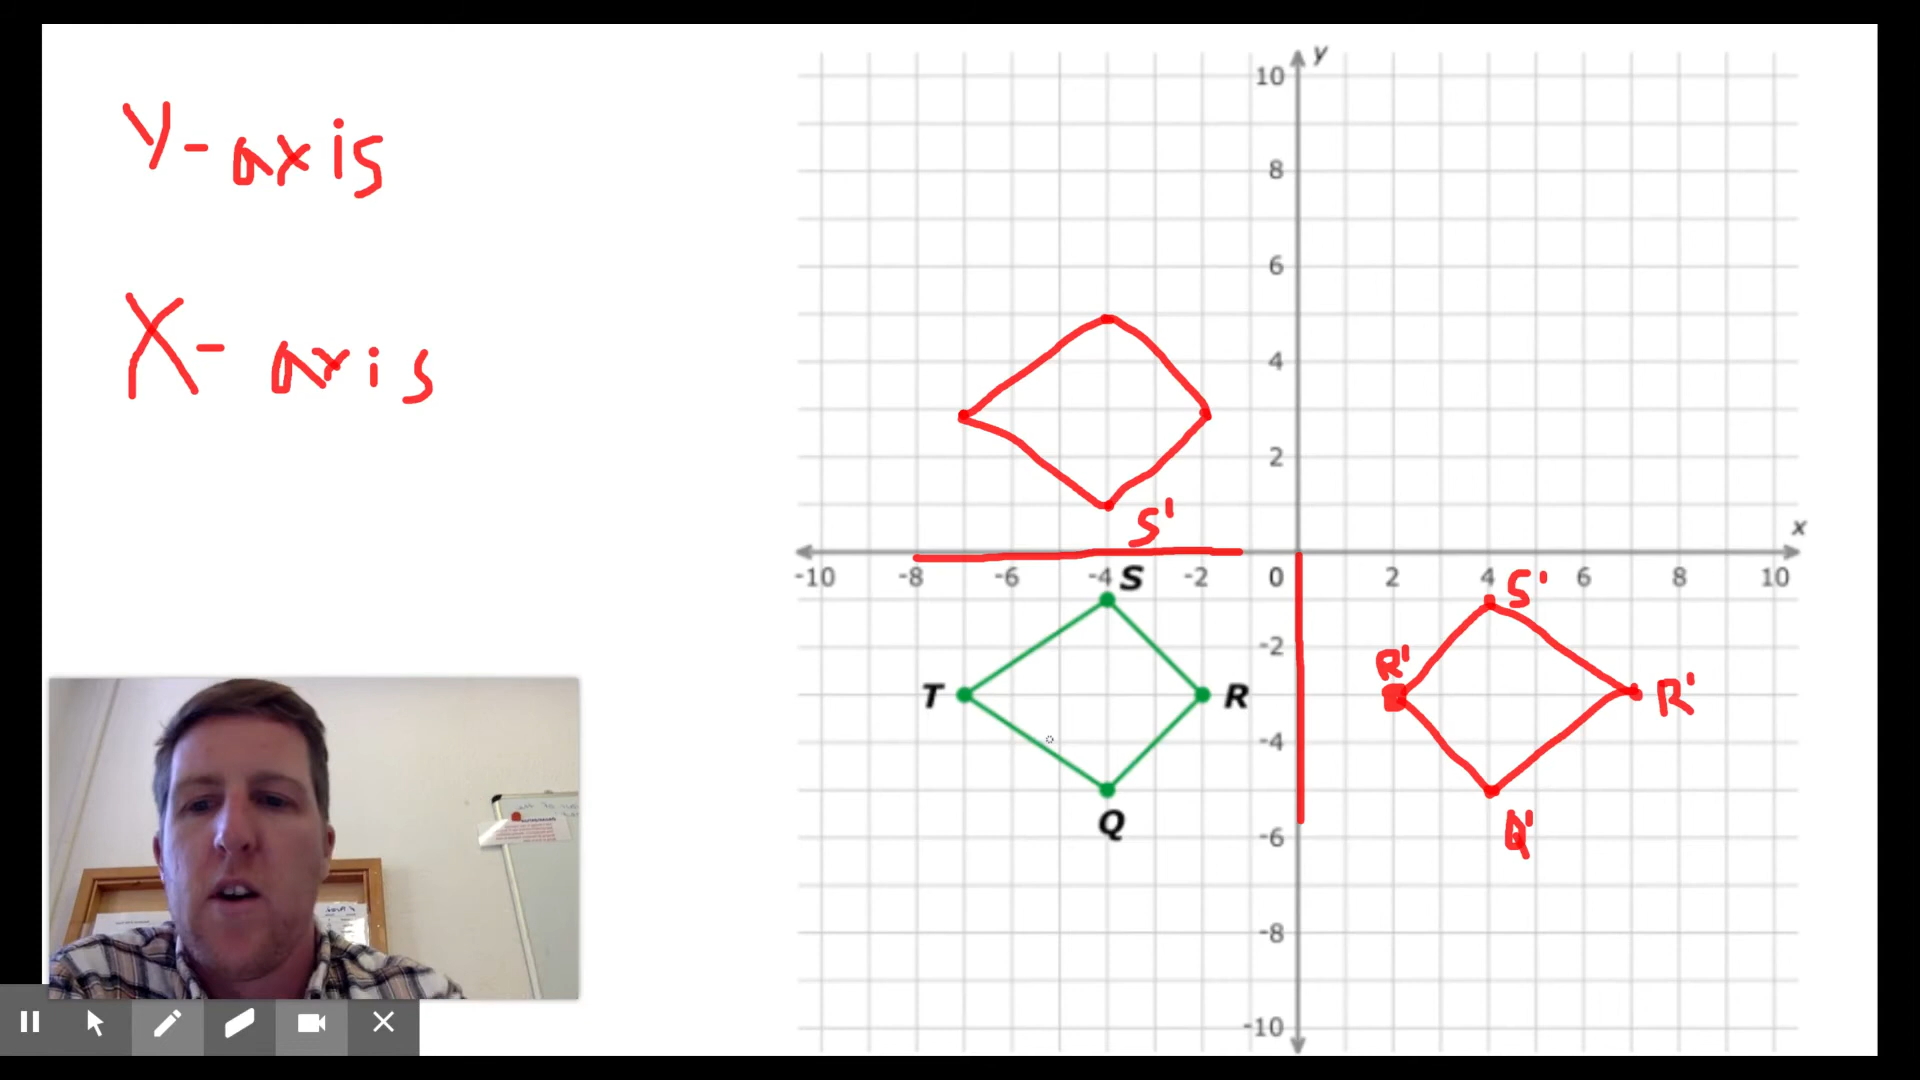 Y-axis
X-axis
y
10
8
6
4
2
S'
x
-10 -8 -6 -4 -2 0 2 4 6 8 10
S
S'
-2
R'
T
R
R'
-4
Q
Q'
-6
-8
-10